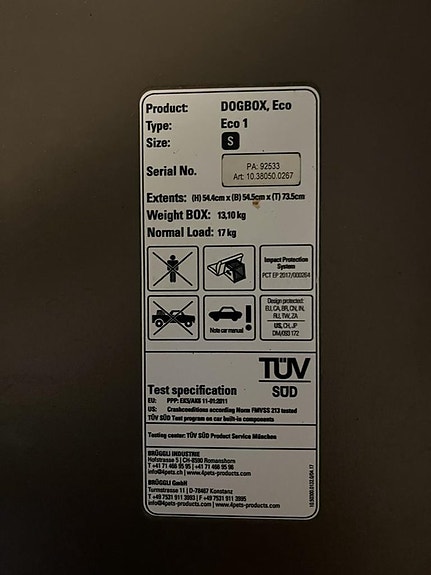 Product: DOGBOX, Eco
Type: Eco 1
Size: S
Serial No. PA: 92533
Art: 10.38050.0267
Extents: (H) 54.4cm x (B) 54.5cm x (T) 73.5cm
Weight BOX: 13,10 kg
Normal Load: 17 kg
Impact Protection
System
PCT EP 2017/000264
Note car manual
Design protected:
EU, CA, BR, CN, IN,
RU, TW, ZA
US, CH, JP
DM/093 172
TÜV
SÜD
Test specification
EU: PPP: EK5/AK6 11-01:2011
US: Crashconditions according Norm FMVSS 213 tested
TÜV SÜD Test program on car built-in components
Testing center: TÜV SÜD Product Service München
BRÜGGLI INDUSTRIE
Hofstrasse 5 | CH-8590 Romanshorn
T +41 71 466 95 95 | +41 71 466 95 96
info@4pets.ch | www.4pets-products.com
BRÜGGLI GmbH
Turmstrasse 11 | D-78467 Konstanz
T +49 7531 911 3993 | F +49 7531 911 3995
info@4pets-products.com | www.4pets-products.com